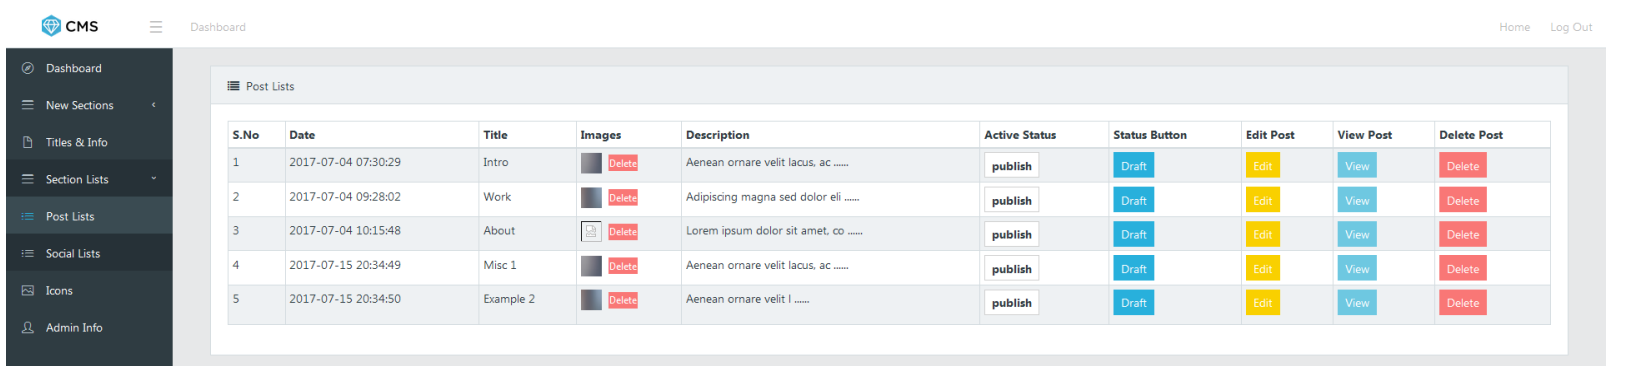 CMS Dashboard Home Log Out
Dashboard
New Sections
Titles & Info
Section Lists
Post Lists
Social Lists
Icons
Admin Info
Post Lists
S.No Date Title Images Description Active Status Status Button Edit Post View Post Delete Post
1 2017-07-04 07:30:29 Intro Delete Aenean ornare velit lacus, ac ...... publish Draft Edit View Delete
2 2017-07-04 09:28:02 Work Delete Adipiscing magna sed dolor eli ...... publish Draft Edit View Delete
3 2017-07-04 10:15:48 About Delete Lorem ipsum dolor sit amet, co ...... publish Draft Edit View Delete
4 2017-07-15 20:34:49 Misc 1 Delete Aenean ornare velit lacus, ac ...... publish Draft Edit View Delete
5 2017-07-15 20:34:50 Example 2 Delete Aenean ornare velit l ...... publish Draft Edit View Delete